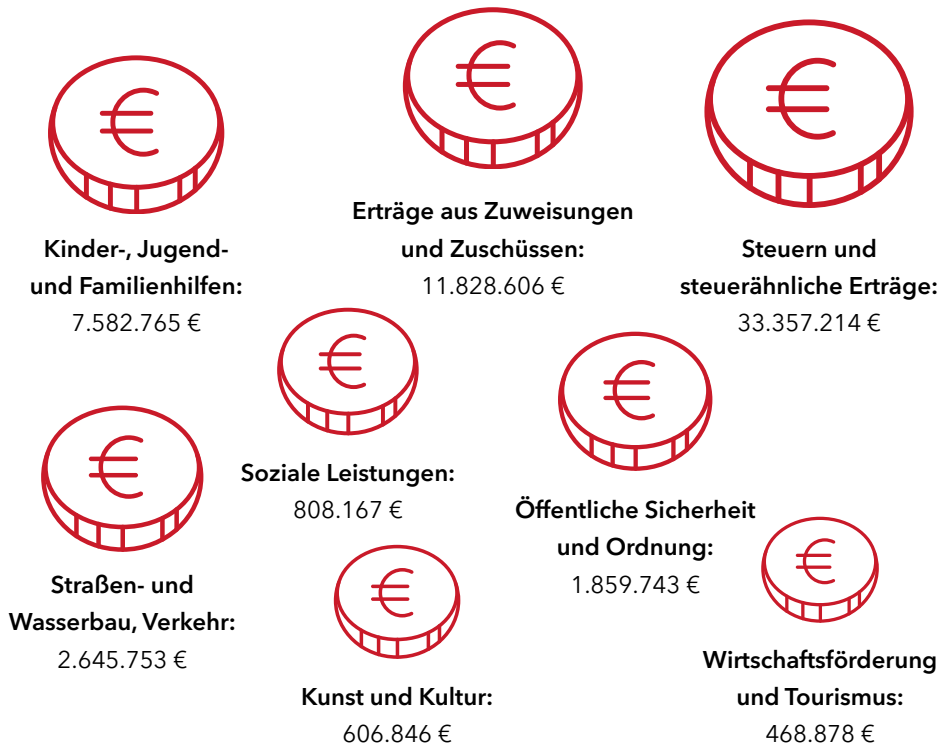 Kinder-, Jugend-
und Familienhilfen:
7.582.765 €
Erträge aus Zuweisungen
und Zuschüssen:
11.828.606 €
Steuern und
steuerähnliche Erträge:
33.357.214 €
Soziale Leistungen:
808.167 €
Öffentliche Sicherheit
und Ordnung:
1.859.743 €
Straßen- und
Wasserbau, Verkehr:
2.645.753 €
Kunst und Kultur:
606.846 €
Wirtschaftsförderung
und Tourismus:
468.878 €